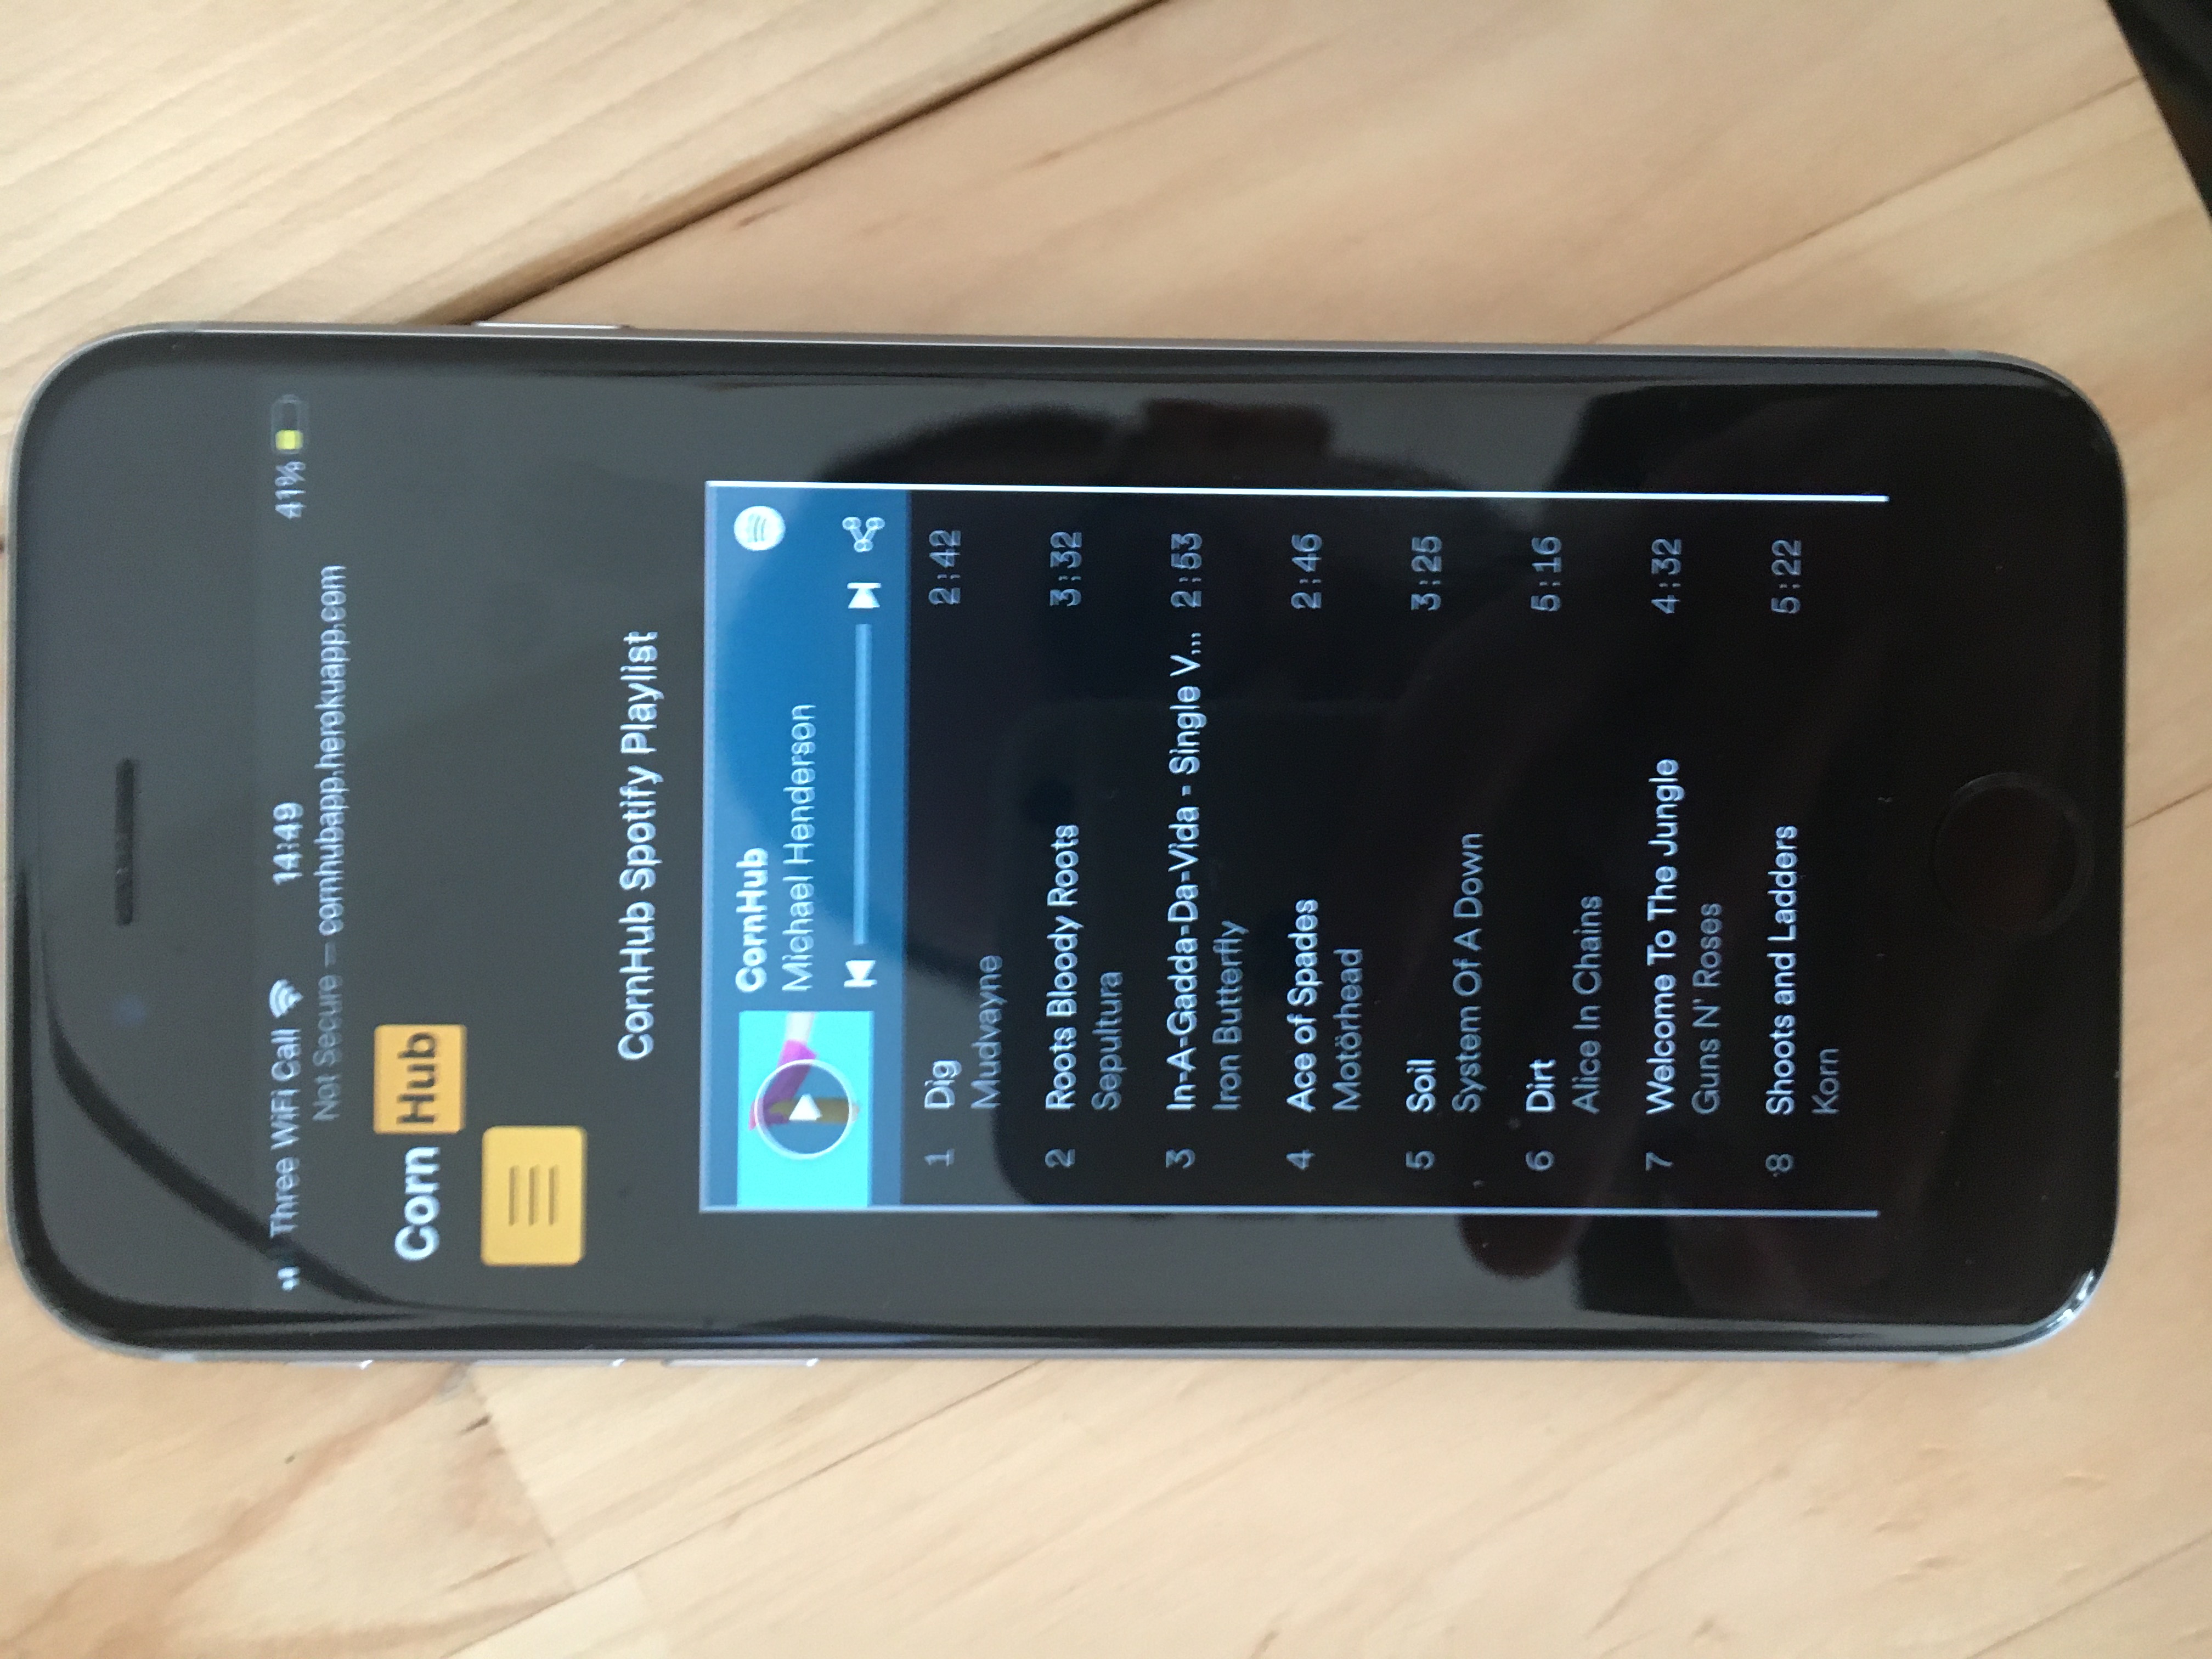 Three WiFi Call 14:49 41%
Not Secure — cornhubapp.herokuapp.com
Corn Hub
CornHub Spotify Playlist
CornHub
Michael Henderson
1 Dig 2:42
Mudvayne
2 Roots Bloody Roots 3:32
Sepultura
3 In-A-Gadda-Da-Vida - Single V... 2:53
Iron Butterfly
4 Ace of Spades 2:46
Motörhead
5 Soil 3:25
System Of A Down
6 Dirt 5:16
Alice In Chains
7 Welcome To The Jungle 4:32
Guns N' Roses
8 Shoots and Ladders 5:22
Korn